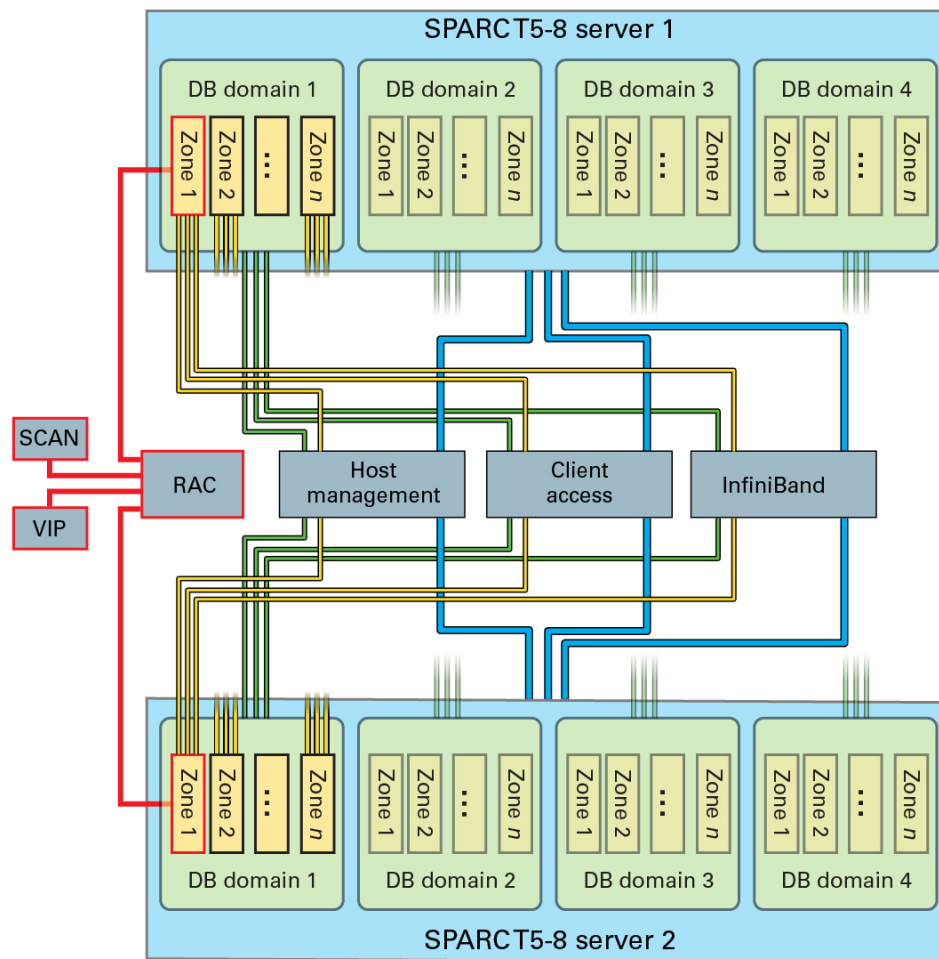 SPARCT5-8 server 1
DB domain 1
DB domain 2
DB domain 3
DB domain 4
Zone 1
Zone 2
...
Zone n
Zone 1
Zone 2
...
Zone n
Zone 1
Zone 2
...
Zone n
Zone 1
Zone 2
...
Zone n
SCAN
VIP
RAC
Host
management
Client
access
InfiniBand
Zone 1
Zone 2
...
Zone n
Zone 1
Zone 2
...
Zone n
Zone 1
Zone 2
...
Zone n
Zone 1
Zone 2
...
Zone n
DB domain 1
DB domain 2
DB domain 3
DB domain 4
SPARCT5-8 server 2